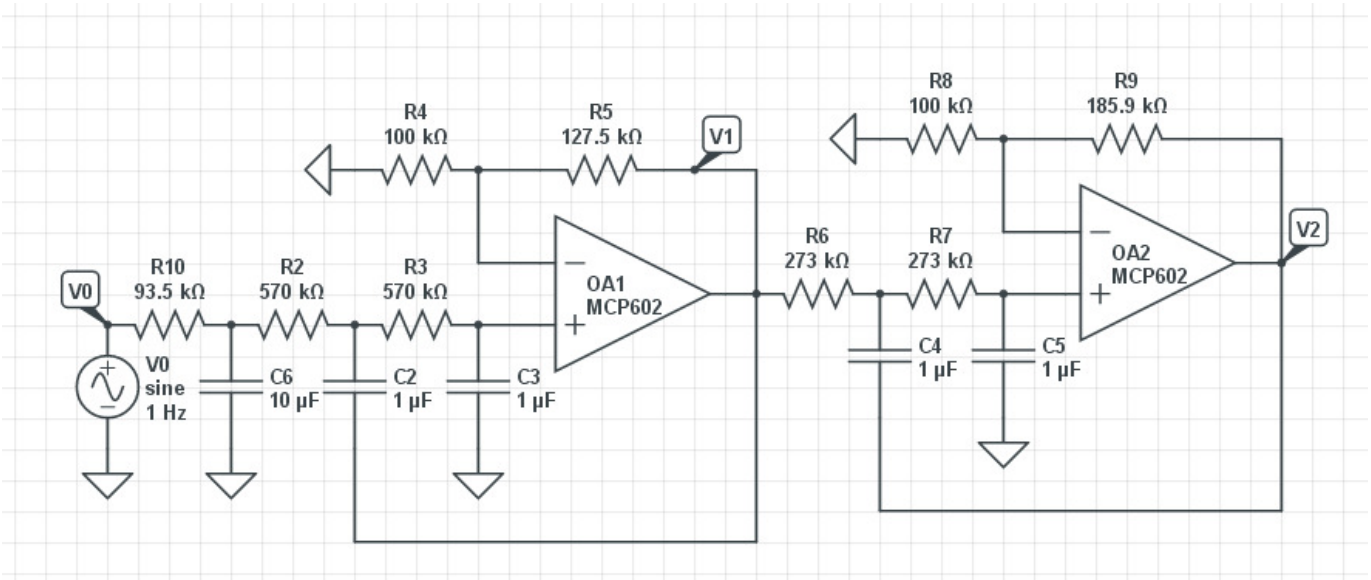 R8
100 kΩ
R9
185.9 kΩ
R4
100 kΩ
R5
127.5 kΩ
V1
V2
OA2
MCP602
R6
273 kΩ
R7
273 kΩ
R10
93.5 kΩ
R2
570 kΩ
R3
570 kΩ
V0
OA1
MCP602
V0
sine
1 Hz
C6
10 µF
C2
1 µF
C3
1 µF
C4
1 µF
C5
1 µF